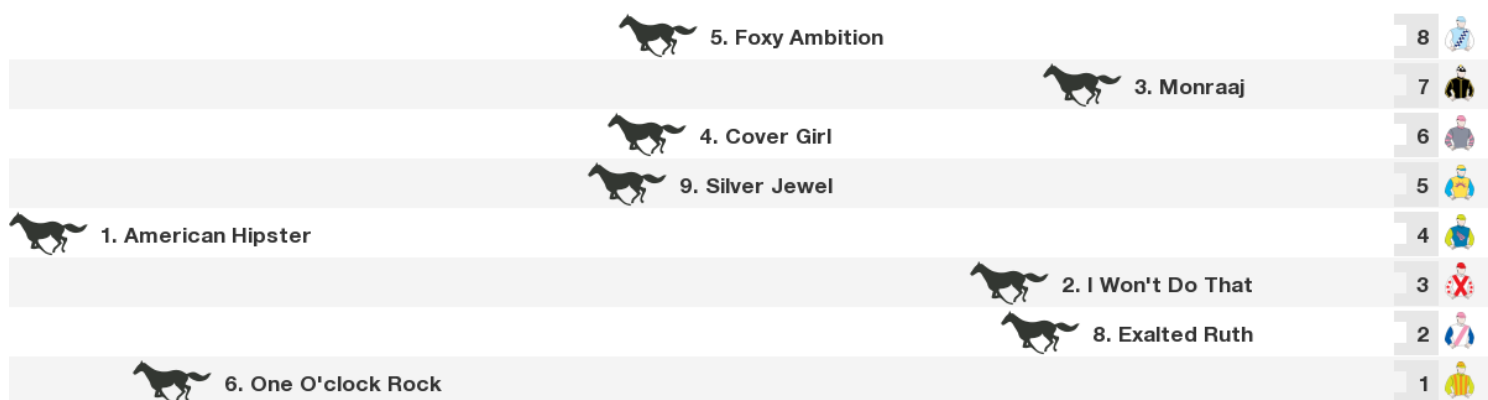 5. Foxy Ambition 8
3. Monraaj 7
4. Cover Girl 6
9. Silver Jewel 5
1. American Hipster 4
2. I Won't Do That 3
8. Exalted Ruth 2
6. One O'clock Rock 1